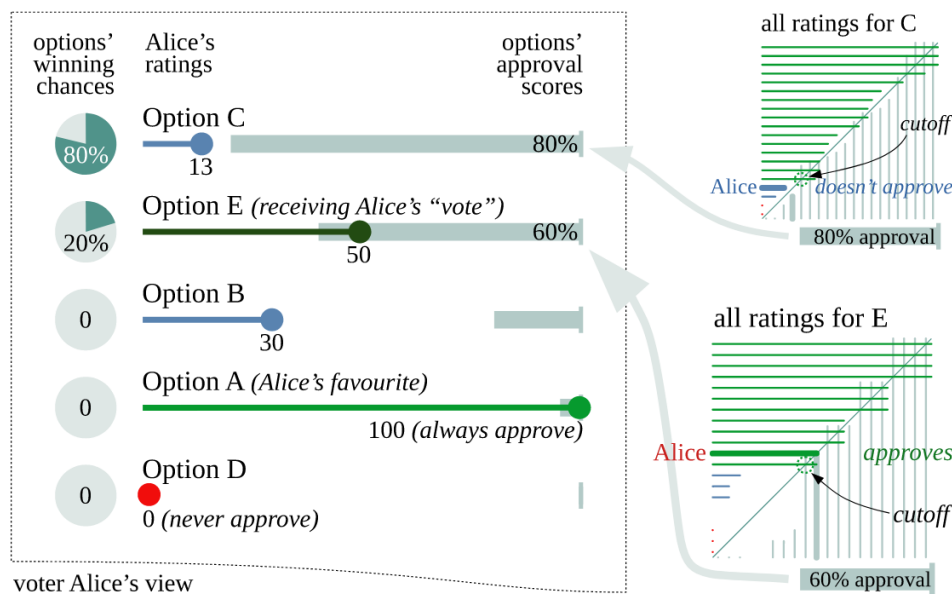 options’ winning chances
Alice’s ratings
options’ approval scores
Option C
80%
13
80%
Option E (receiving Alice’s “vote”)
20%
50
60%
Option B
0
30
Option A (Alice’s favourite)
0
100 (always approve)
Option D
0
0 (never approve)
voter Alice’s view
all ratings for C
cutoff
Alice
doesn’t approve
80% approval
all ratings for E
Alice
approves
cutoff
60% approval